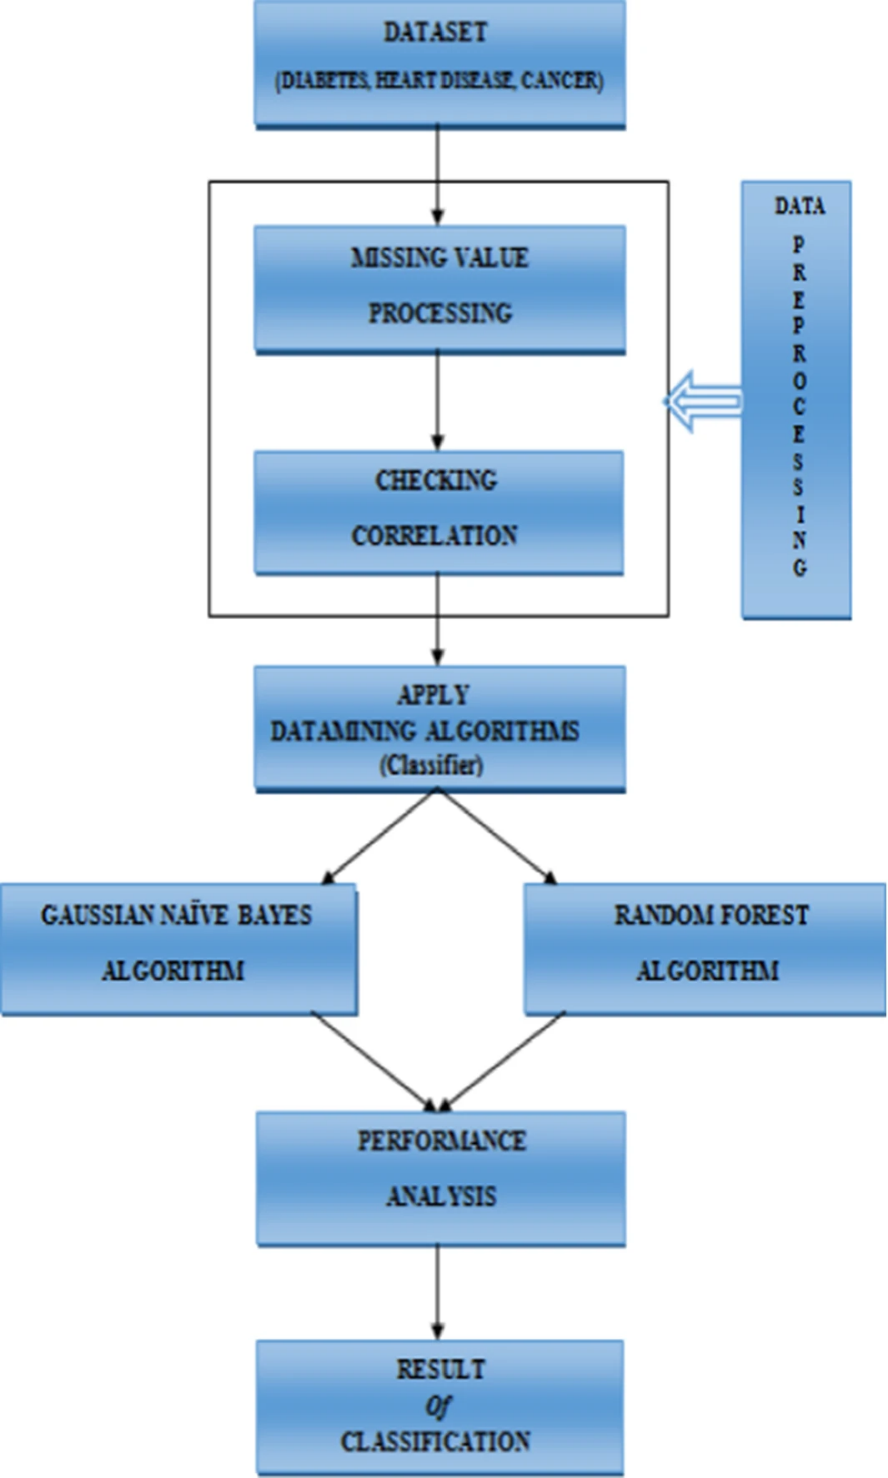 DATASET
(DIABETES, HEART DISEASE, CANCER)
MISSING VALUE
PROCESSING
CHECKING
CORRELATION
DATA
P
R
E
P
R
O
C
E
S
S
I
N
G
APPLY
DATAMINING ALGORITHMS
(Classifier)
GAUSSIAN NAÏVE BAYES
ALGORITHM
RANDOM FOREST
ALGORITHM
PERFORMANCE
ANALYSIS
RESULT
Of
CLASSIFICATION